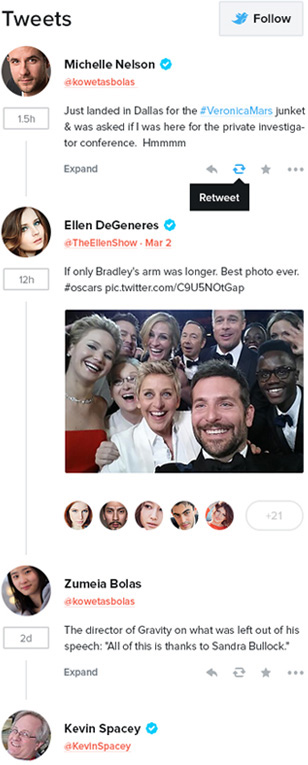 Tweets
Follow
Michelle Nelson
@kowetasbolas
1.5h
Just landed in Dallas for the #VeronicaMars junket
& was asked if I was here for the private investiga-
tor conference. Hmmmm
Expand
Retweet
Ellen DeGeneres
@TheEllenShow · Mar 2
12h
If only Bradley's arm was longer. Best photo ever.
#oscars pic.twitter.com/C9U5NOtGap
+21
Zumeia Bolas
@kowetasbolas
2d
The director of Gravity on what was left out of his
speech: "All of this is thanks to Sandra Bullock."
Expand
Kevin Spacey
@KevinSpacey